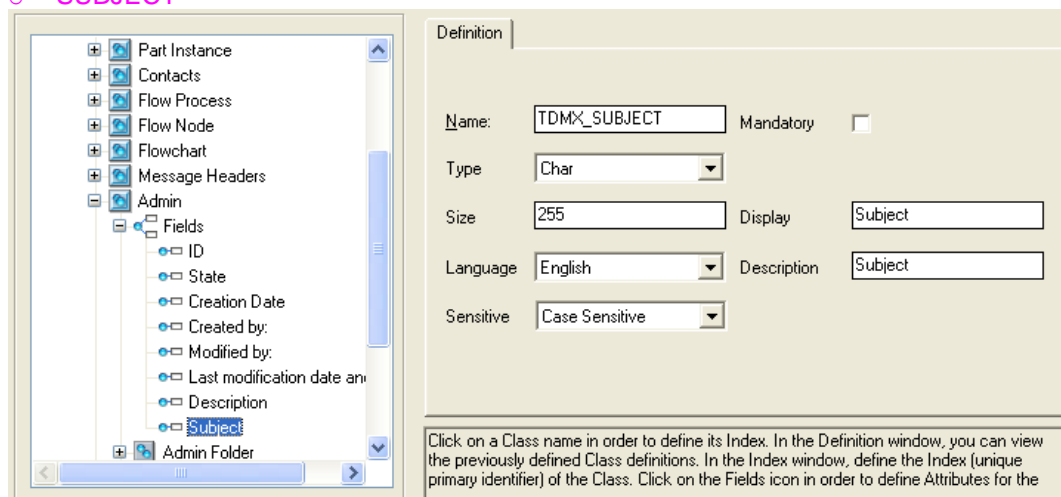 SUBJECT
Part Instance
Contacts
Flow Process
Flow Node
Flowchart
Message Headers
Admin
Fields
ID
State
Creation Date
Created by:
Modified by:
Last modification date an
Description
Subject
Admin Folder
Definition
Name: TDMX_SUBJECT Mandatory
Type Char
Size 255 Display Subject
Language English Description Subject
Sensitive Case Sensitive
Click on a Class name in order to define its Index. In the Definition window, you can view
the previously defined Class definitions. In the Index window, define the Index (unique
primary identifier) of the Class. Click on the Fields icon in order to define Attributes for the